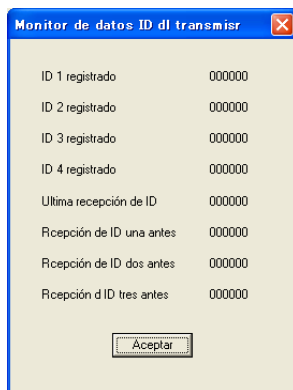 Monitor de datos ID dl transmisr
ID 1 registrado 000000
ID 2 registrado 000000
ID 3 registrado 000000
ID 4 registrado 000000
Ultima recepción de ID 000000
Rcepción de ID una antes 000000
Rcepción de ID dos antes 000000
Rcepción d ID tres antes 000000
Aceptar